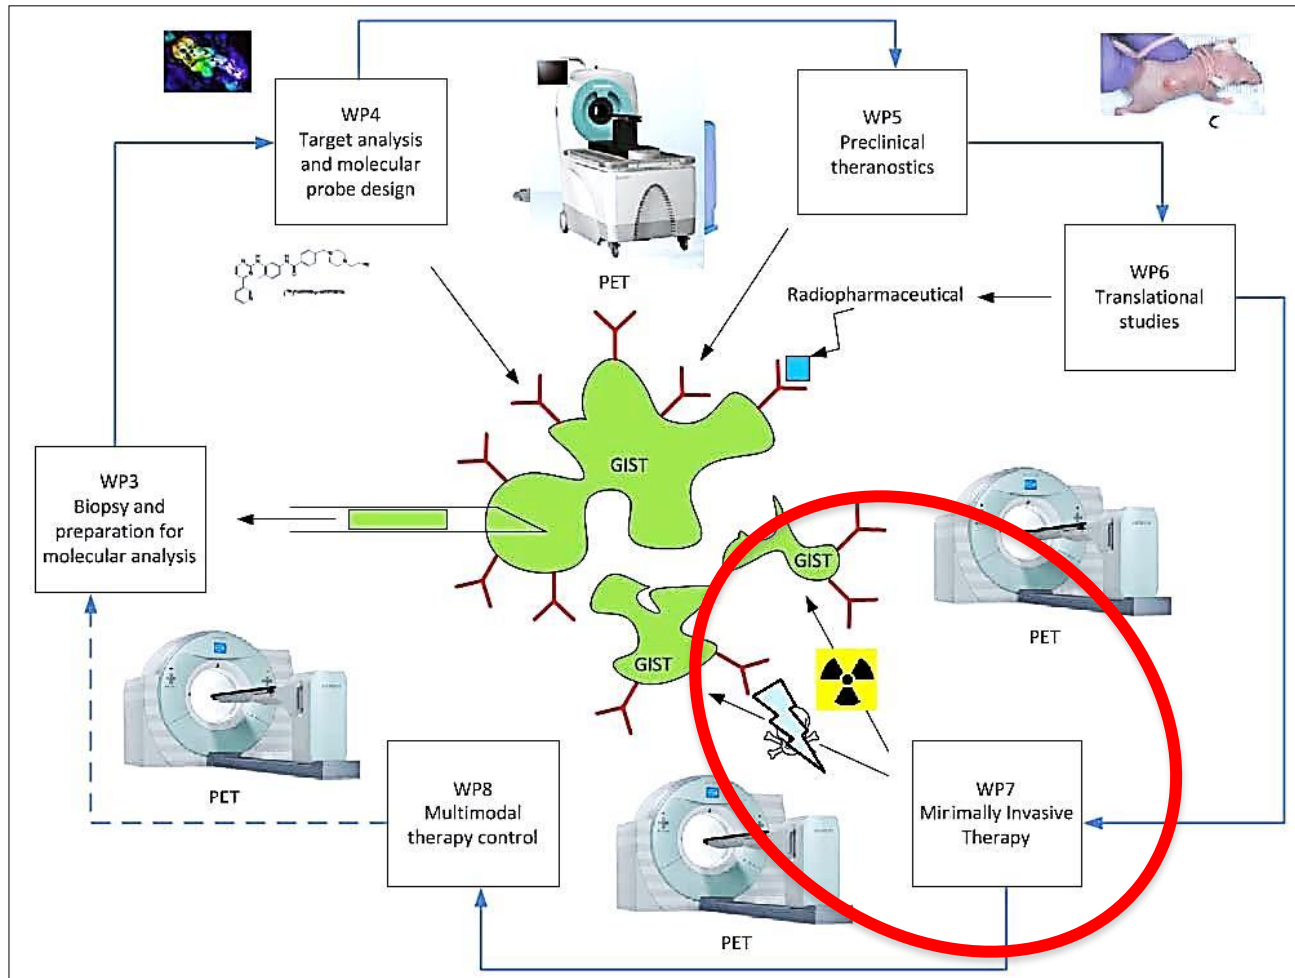 WP4
Target analysis
and molecular
probe design
WP5
Preclinical
theranostics
PET
WP6
Translational
studies
Radiopharmaceutical
GIST
WP3
Biopsy and
preparation for
molecular analysis
GIST
GIST
PET
PET
WP8
Multimodal
therapy control
WP7
Minimally Invasive
Therapy
PET